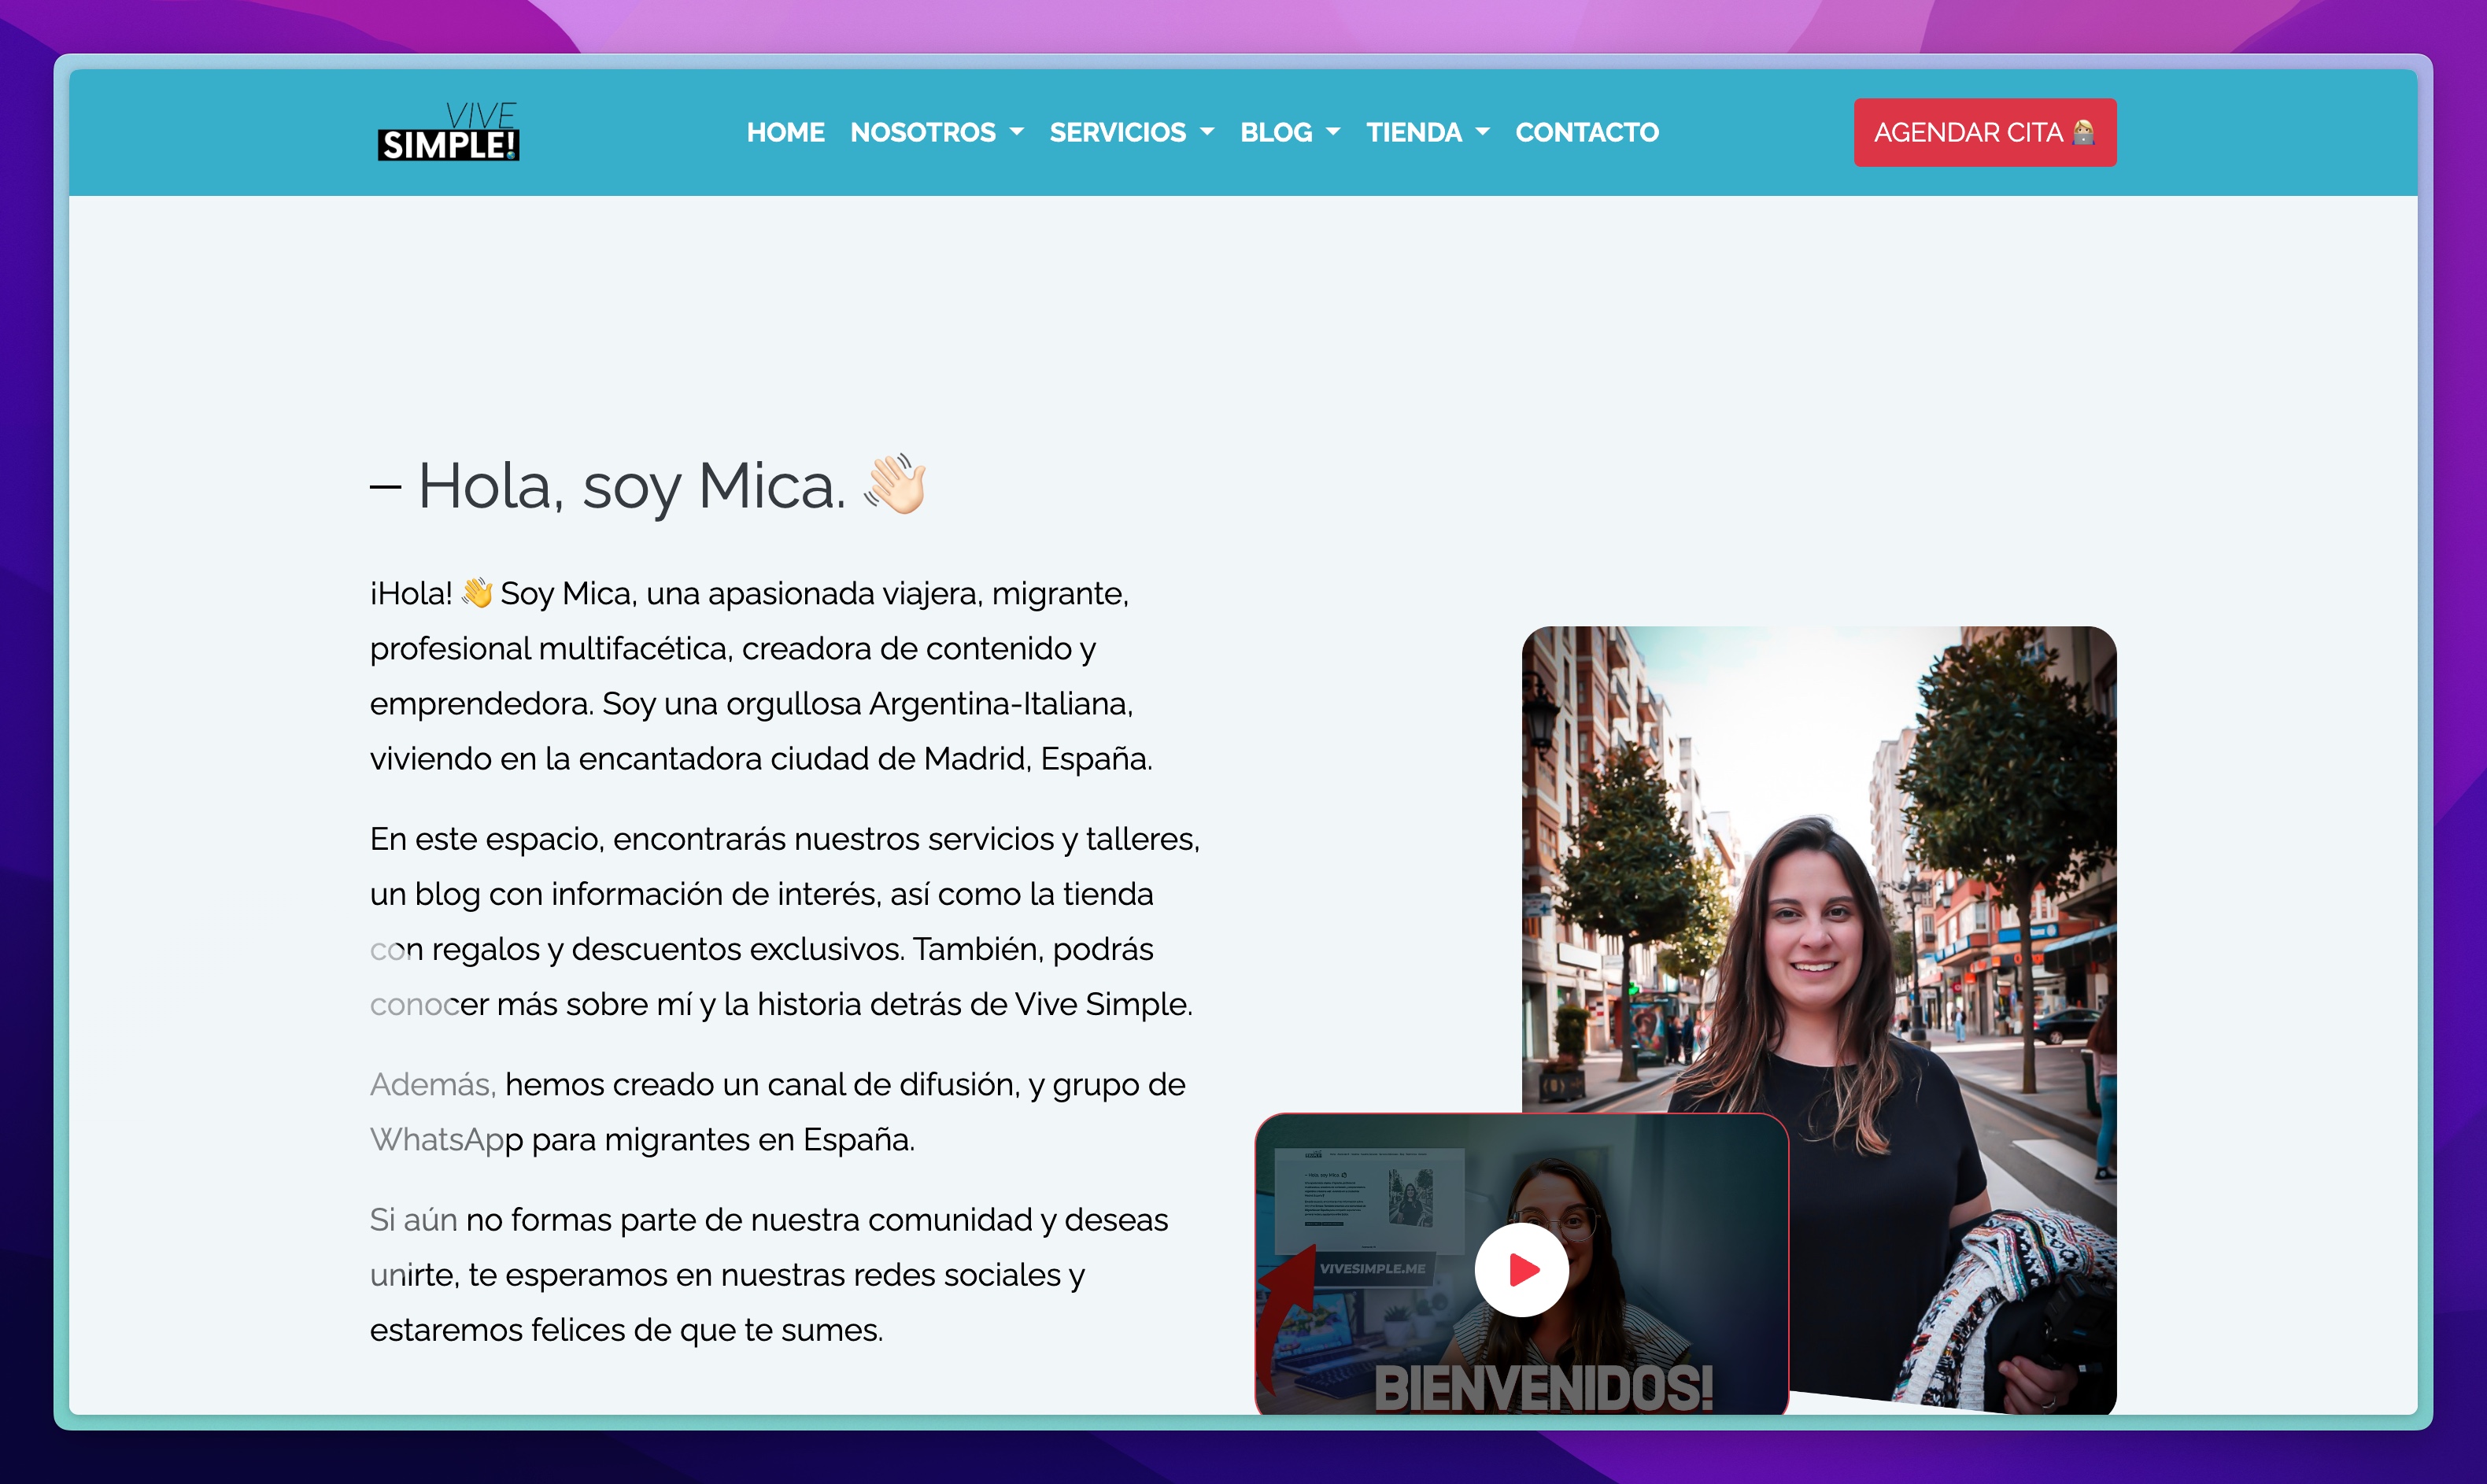 VIVE
SIMPLE!
HOME NOSOTROS SERVICIOS BLOG TIENDA CONTACTO
AGENDAR CITA
– Hola, soy Mica. 👋🏻
¡Hola! 👋 Soy Mica, una apasionada viajera, migrante,
profesional multifacética, creadora de contenido y
emprendedora. Soy una orgullosa Argentina-Italiana,
viviendo en la encantadora ciudad de Madrid, España.
En este espacio, encontrarás nuestros servicios y talleres,
un blog con información de interés, así como la tienda
con regalos y descuentos exclusivos. También, podrás
conocer más sobre mí y la historia detrás de Vive Simple.
Además, hemos creado un canal de difusión, y grupo de
WhatsApp para migrantes en España.
Si aún no formas parte de nuestra comunidad y deseas
unirte, te esperamos en nuestras redes sociales y
estaremos felices de que te sumes.
VIVESIMPLE.ME
BIENVENIDOS!